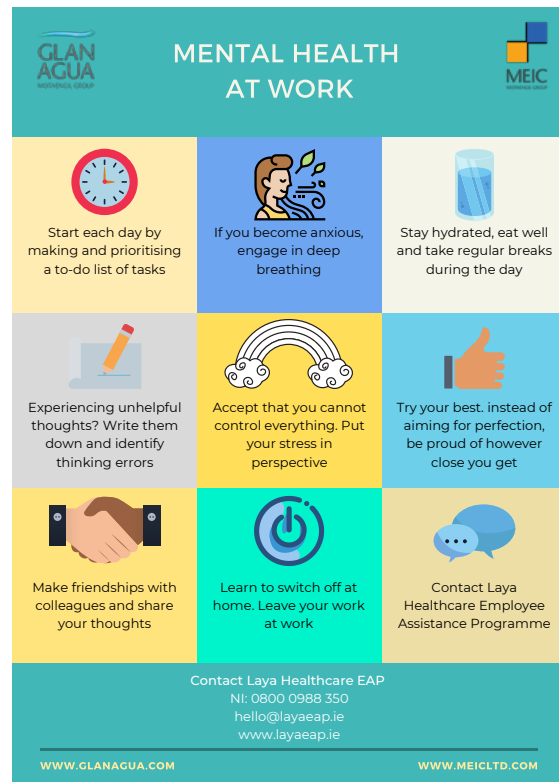 GLAN
AGUA
MOTHERWELL GROUP
MENTAL HEALTH
AT WORK
MEIC
Start each day by
making and prioritising
a to-do list of tasks
If you become anxious,
engage in deep
breathing
Stay hydrated, eat well
and take regular breaks
during the day
Experiencing unhelpful
thoughts? Write them
down and identify
thinking errors
Accept that you cannot
control everything. Put
your stress in
perspective
Try your best. instead of
aiming for perfection,
be proud of however
close you get
Make friendships with
colleagues and share
your thoughts
Learn to switch off at
home. Leave your work
at work
Contact Laya
Healthcare Employee
Assistance Programme
Contact Laya Healthcare EAP
NI: 0800 0988 350
hello@layaeap.ie
www.layaeap.ie
WWW.GLANAGUA.COM
WWW.MEICLTD.COM